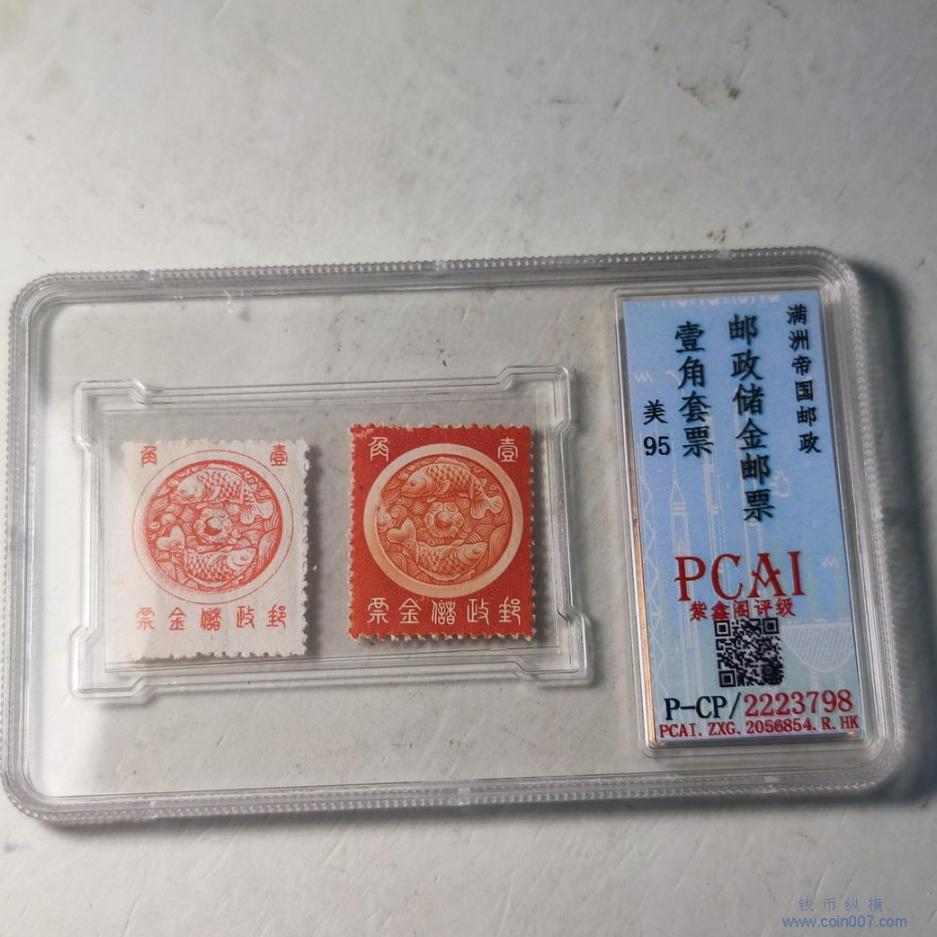 壹角
郵政儲金票
壹角
郵政儲金票
满洲帝国邮政
邮政储金邮票
壹角套票
美
95
PCAI
紫鑫阁评级
P-CP/2223798
PCAI.ZXG.2056854.R.HK
钱币纵横
www.coin007.com